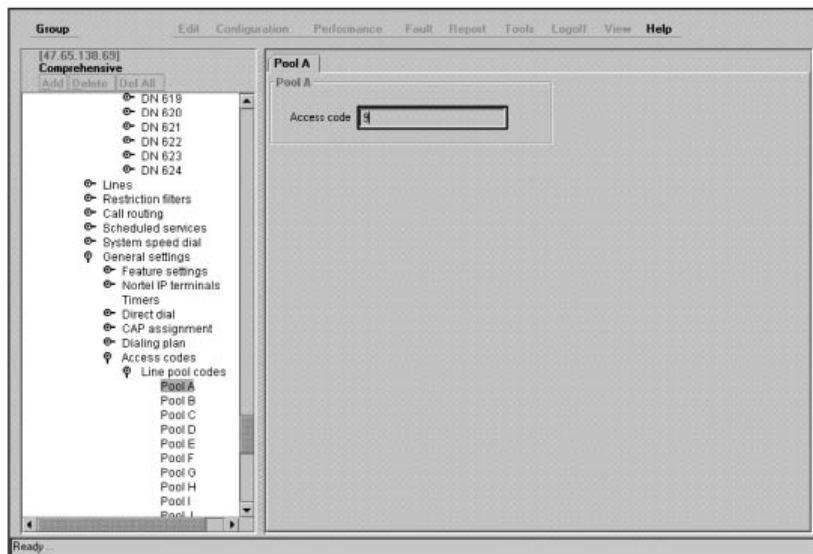 Group Edit Configuration Performance Fault Report Tools Logoff View Help
[47.65.138.69]
Comprehensive
Add Delete Del All
DN 619
DN 620
DN 621
DN 622
DN 623
DN 624
Lines
Restriction filters
Call routing
Scheduled services
System speed dial
General settings
Feature settings
Nortel IP terminals
Timers
Direct dial
CAP assignment
Dialing plan
Access codes
Line pool codes
Pool A
Pool B
Pool C
Pool D
Pool E
Pool F
Pool G
Pool H
Pool I
Pool J
Pool A
Pool A
Access code 9
Ready ...